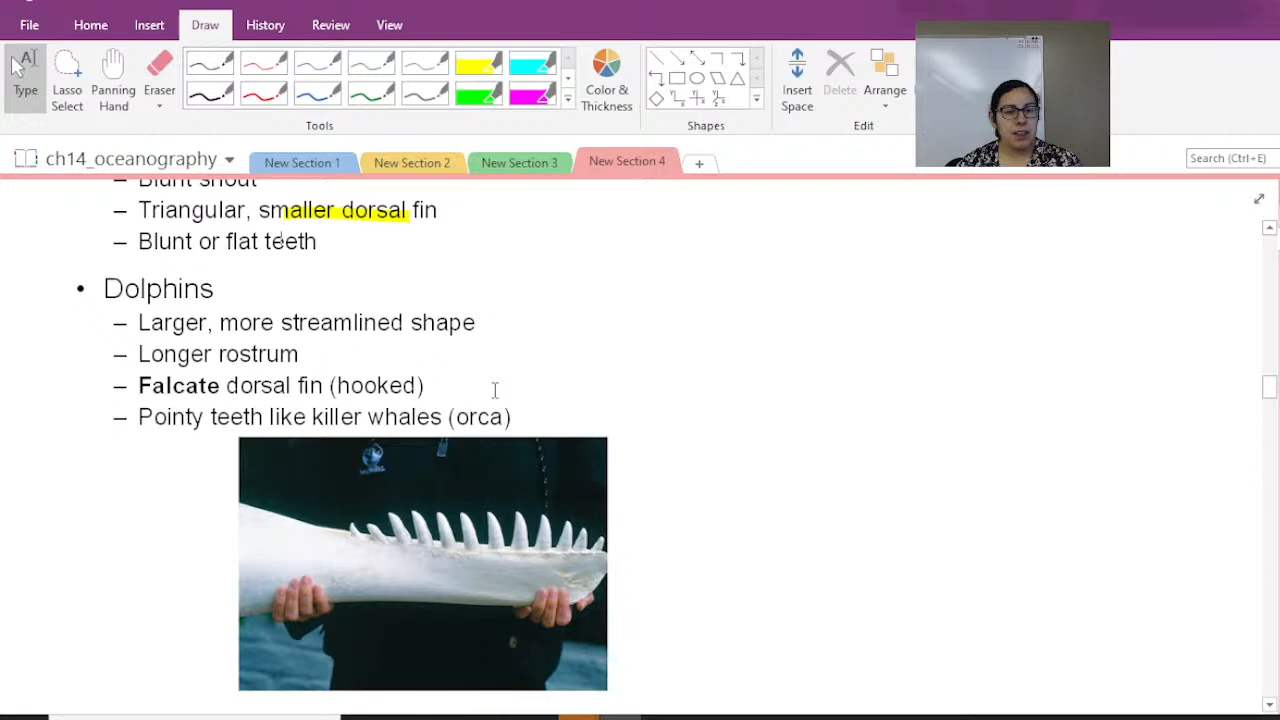 File Home Insert Draw History Review View
Type
Lasso Select
Panning Hand
Eraser
Color & Thickness
Insert Space
Delete
Arrange
Tools
Shapes
Edit
ch14_oceanography
New Section 1
New Section 2
New Section 3
New Section 4
Search (Ctrl+E)
– Blunt snout
– Triangular, smaller dorsal fin
– Blunt or flat teeth
• Dolphins
– Larger, more streamlined shape
– Longer rostrum
– Falcate dorsal fin (hooked)
– Pointy teeth like killer whales (orca)